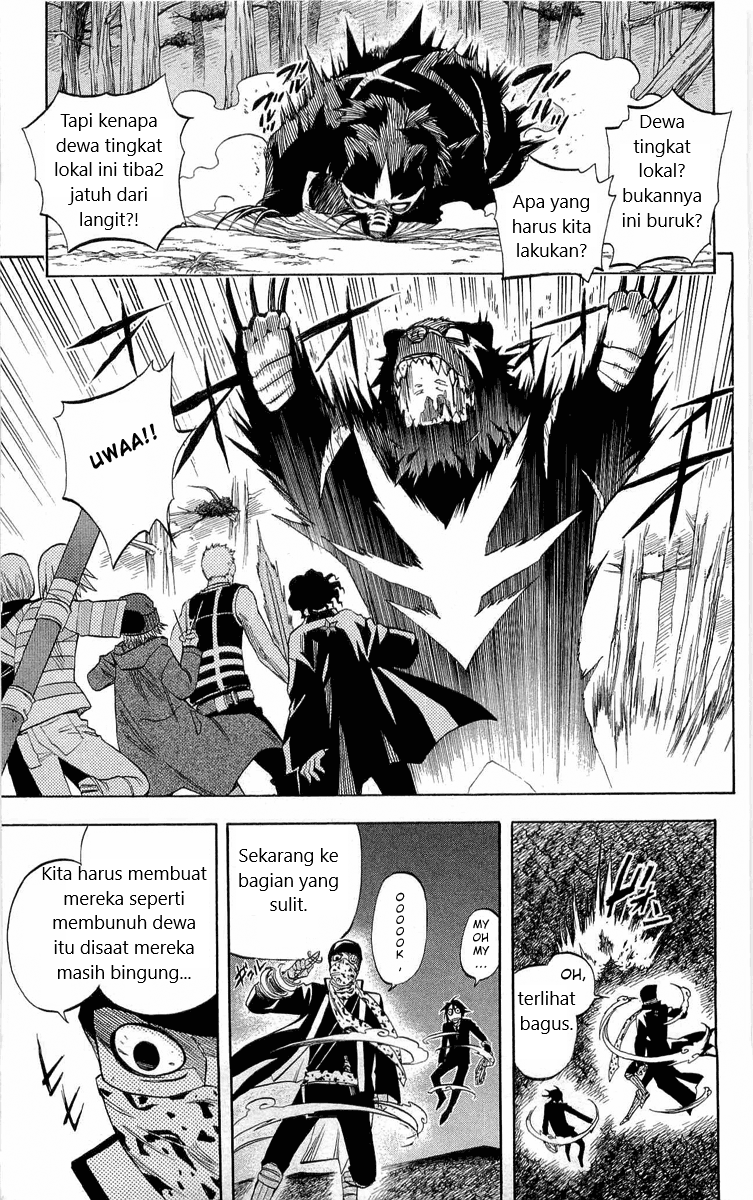 Dewa
tingkat
lokal?
bukannya
ini buruk?
Apa yang
harus kita
lakukan?
Tapi kenapa
dewa tingkat
lokal ini tiba2
jatuh dari
langit?!
UWAA!!
OH,
terlihat
bagus.
MY
OH
MY...
OOOOOK,
Sekarang ke
bagian yang
sulit.
Kita harus membuat
mereka seperti
membunuh dewa
itu disaat mereka
masih bingung...